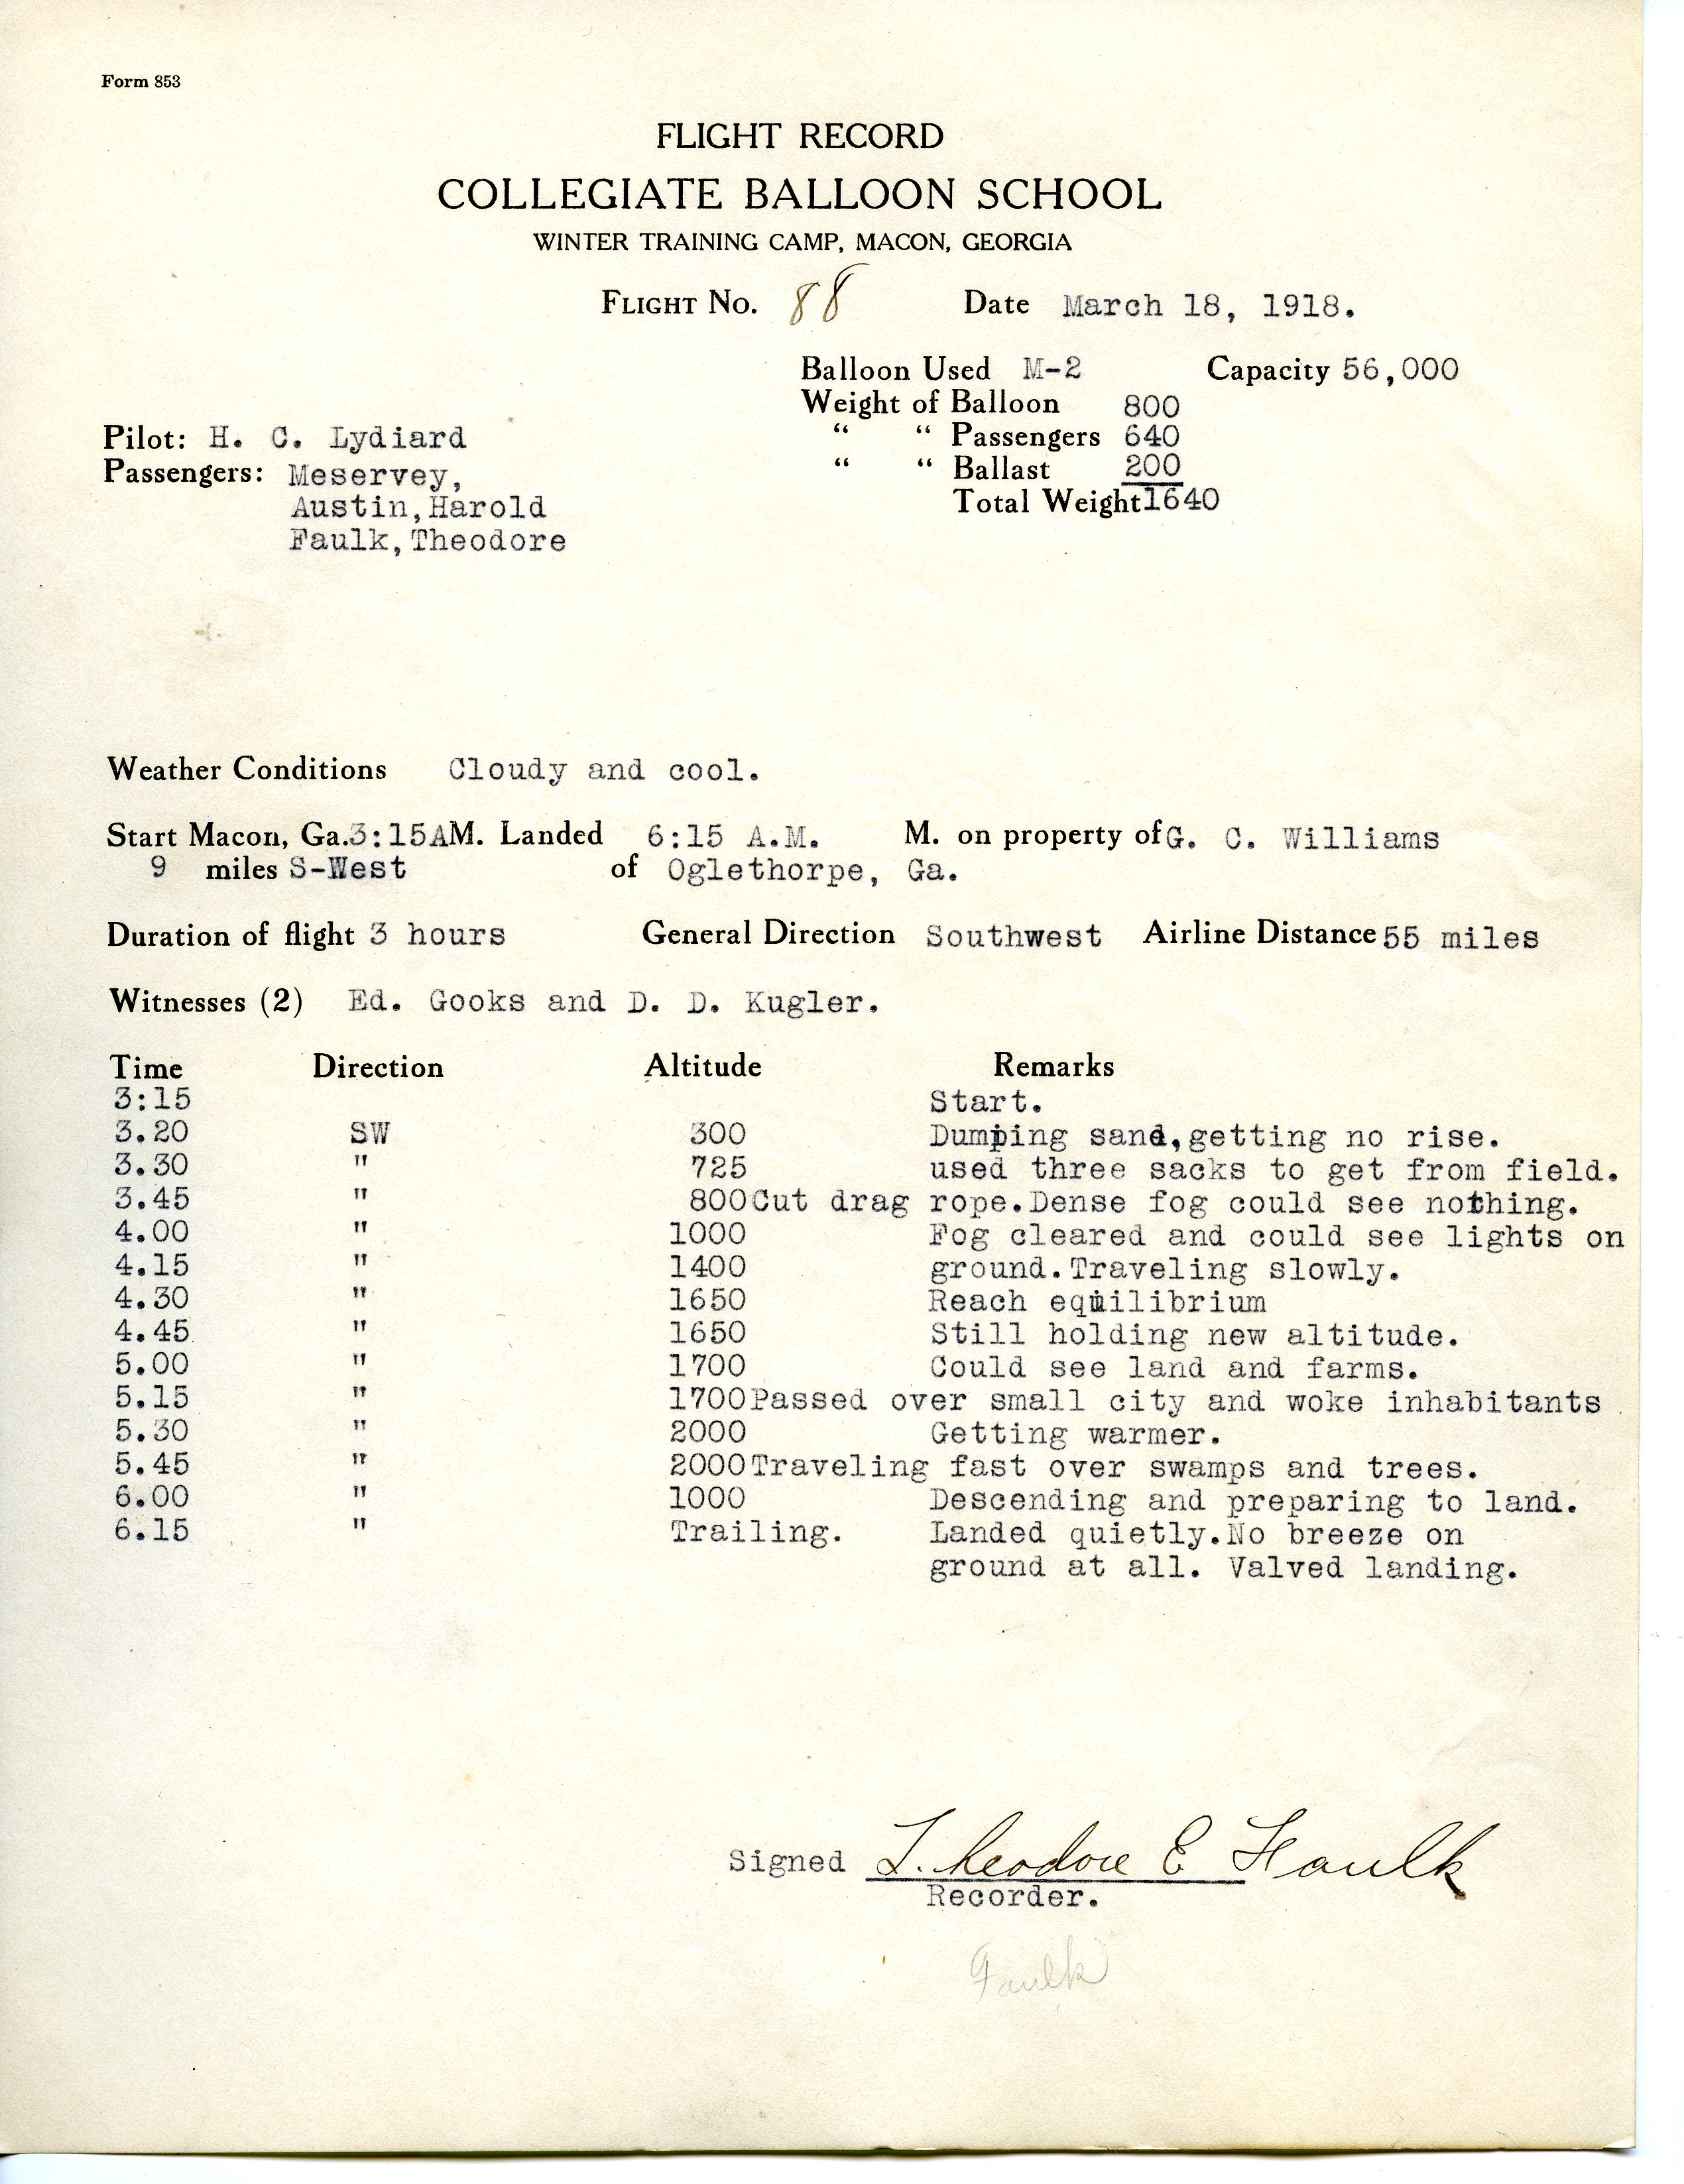 Form 853
FLIGHT RECORD
COLLEGIATE BALLOON SCHOOL
WINTER TRAINING CAMP, MACON, GEORGIA
FLIGHT NO. 88 Date March 18, 1918.
Balloon Used M-2 Capacity 56,000
Weight of Balloon 800
“ “ Passengers 640
“ “ Ballast 200
Total Weight 1640
Pilot: H. C. Lydiard
Passengers: Meservey,
Austin,Harold
Faulk,Theodore
Weather Conditions Cloudy and cool.
Start Macon, Ga.3:15AM. Landed 6:15 A.M. M. on property of G. C. Williams
9 miles S-West of Oglethorpe, Ga.
Duration of flight 3 hours General Direction Southwest Airline Distance 55 miles
Witnesses (2) Ed. Gooks and D. D. Kugler.
Time Direction Altitude Remarks
3:15 Start.
3.20 SW 300 Dumping sand,getting no rise.
3.30 " 725 used three sacks to get from field.
3.45 " 800Cut drag rope.Dense fog could see nothing.
4.00 " 1000 Fog cleared and could see lights on
4.15 " 1400 ground.Traveling slowly.
4.30 " 1650 Reach equilibrium
4.45 " 1650 Still holding new altitude.
5.00 " 1700 Could see land and farms.
5.15 " 1700Passed over small city and woke inhabitants
5.30 " 2000 Getting warmer.
5.45 " 2000Traveling fast over swamps and trees.
6.00 " 1000 Descending and preparing to land.
6.15 " Trailing. Landed quietly.No breeze on
ground at all. Valved landing.
Signed Theodore E Faulk
Recorder.
Faulk